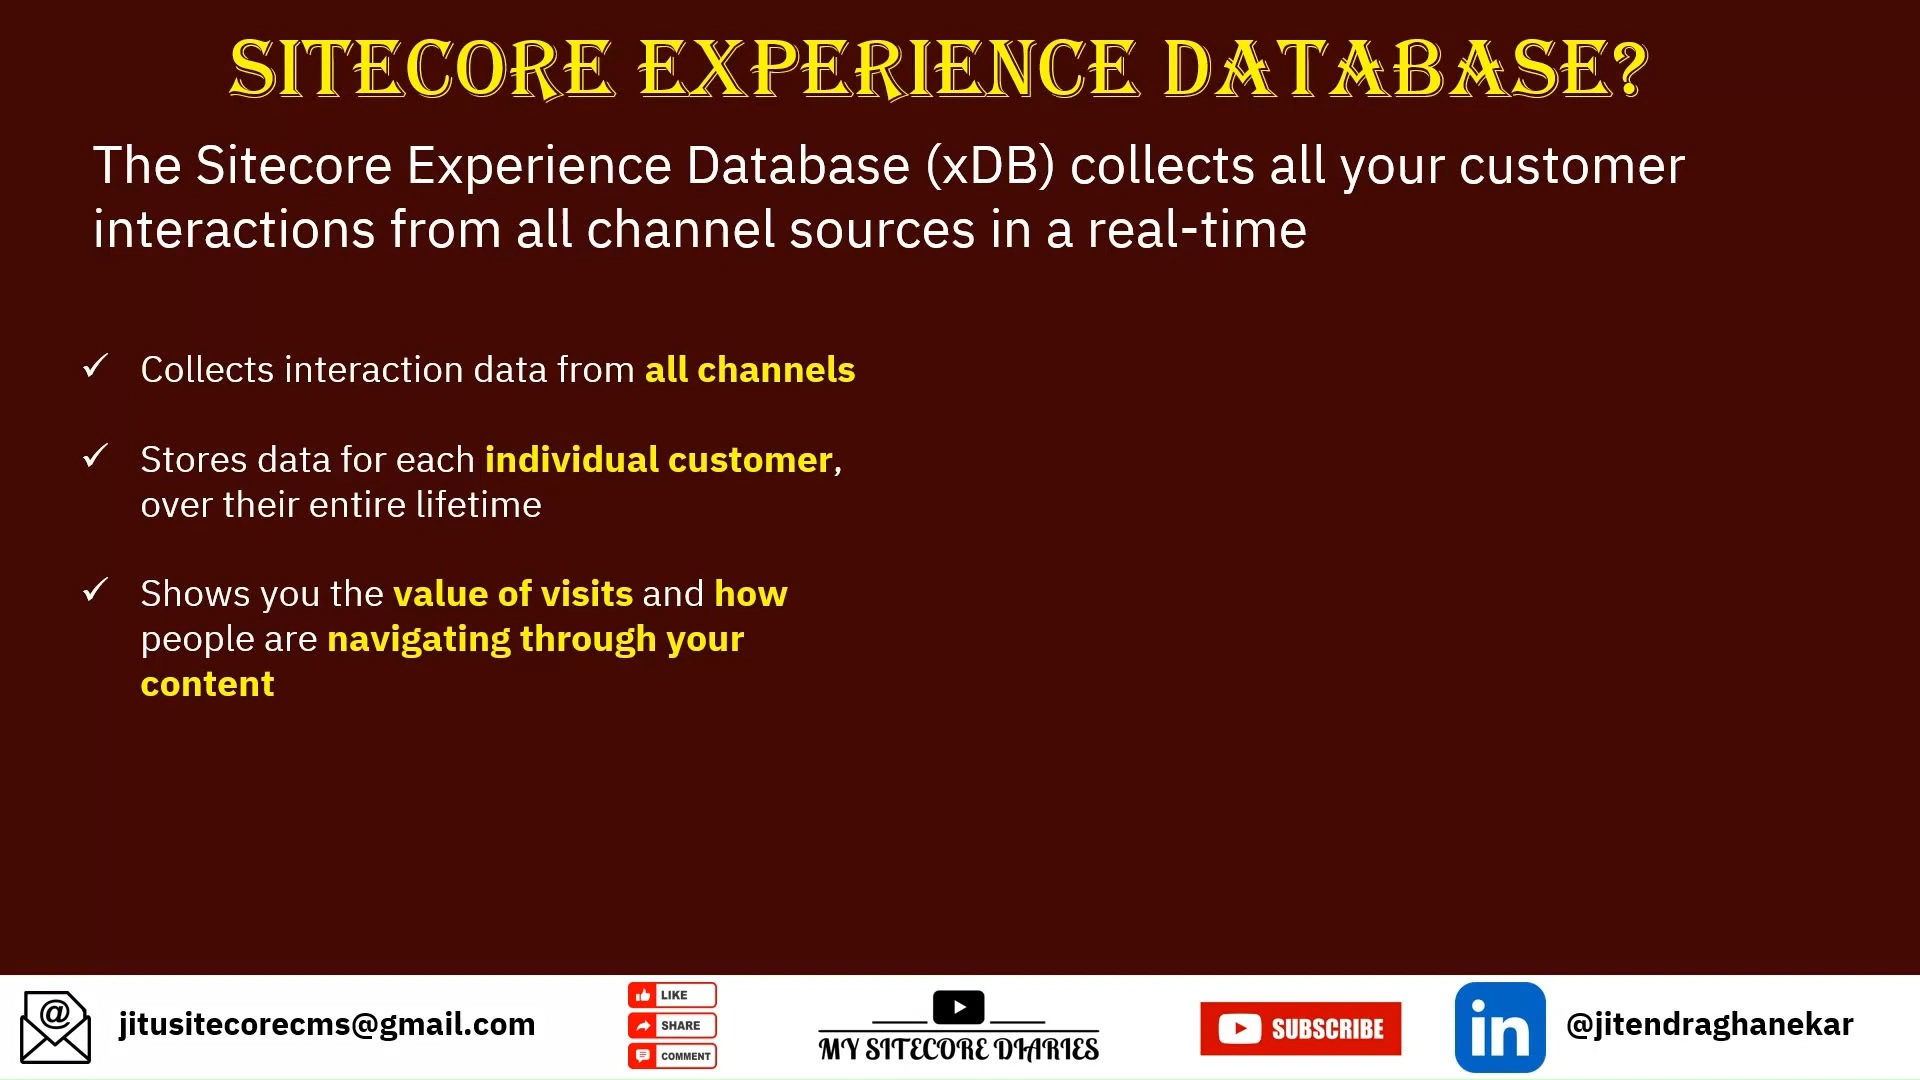 SITECORE EXPERIENCE DATABASE?
The Sitecore Experience Database (xDB) collects all your customer
interactions from all channel sources in a real-time
✓ Collects interaction data from all channels
✓ Stores data for each individual customer,
over their entire lifetime
✓ Shows you the value of visits and how
people are navigating through your
content
@
jitusitecorecms@gmail.com
LIKE
SHARE
COMMENT
MY SITECORE DIARIES
SUBSCRIBE
in
@jitendraghanekar